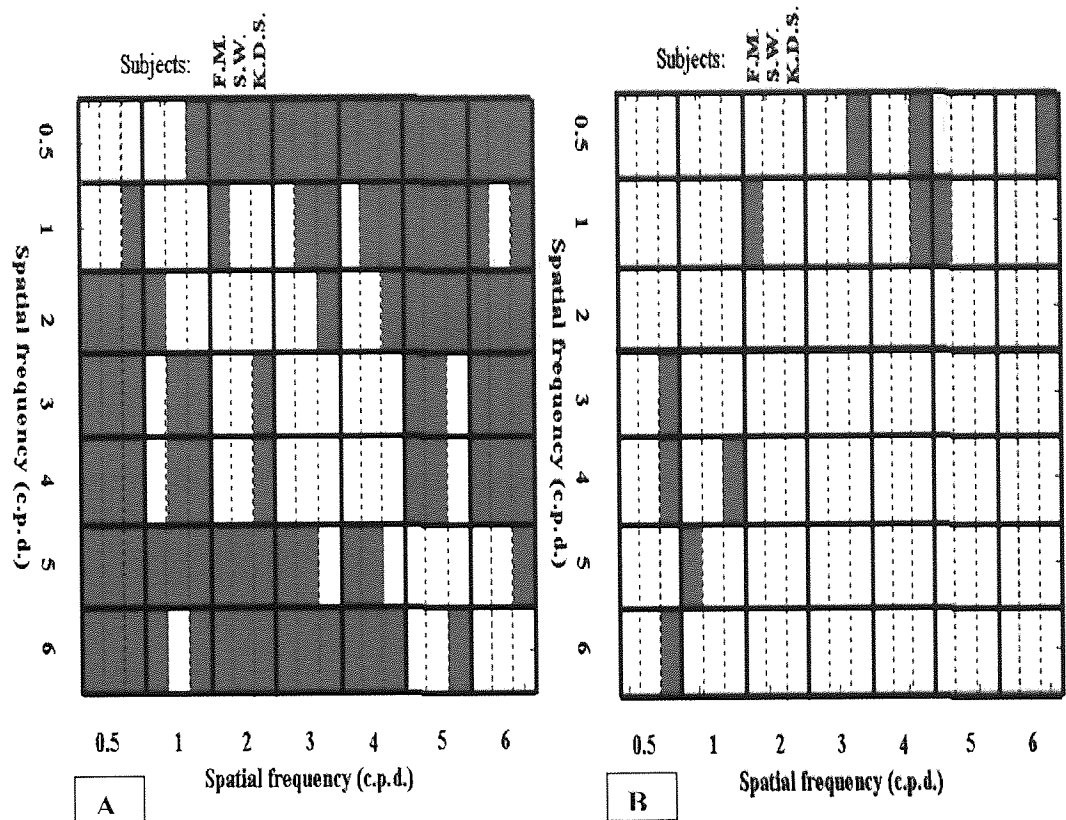 Subjects:
F.M.
S.W.
K.D.S.
0.5
1
2
3
4
5
6
Spatial frequency (c.p.d.)
0.5 1 2 3 4 5 6
Spatial frequency (c.p.d.)
A
Subjects:
F.M.
S.W.
K.D.S.
0.5
1
2
3
4
5
6
Spatial frequency (c.p.d.)
0.5 1 2 3 4 5 6
Spatial frequency (c.p.d.)
B